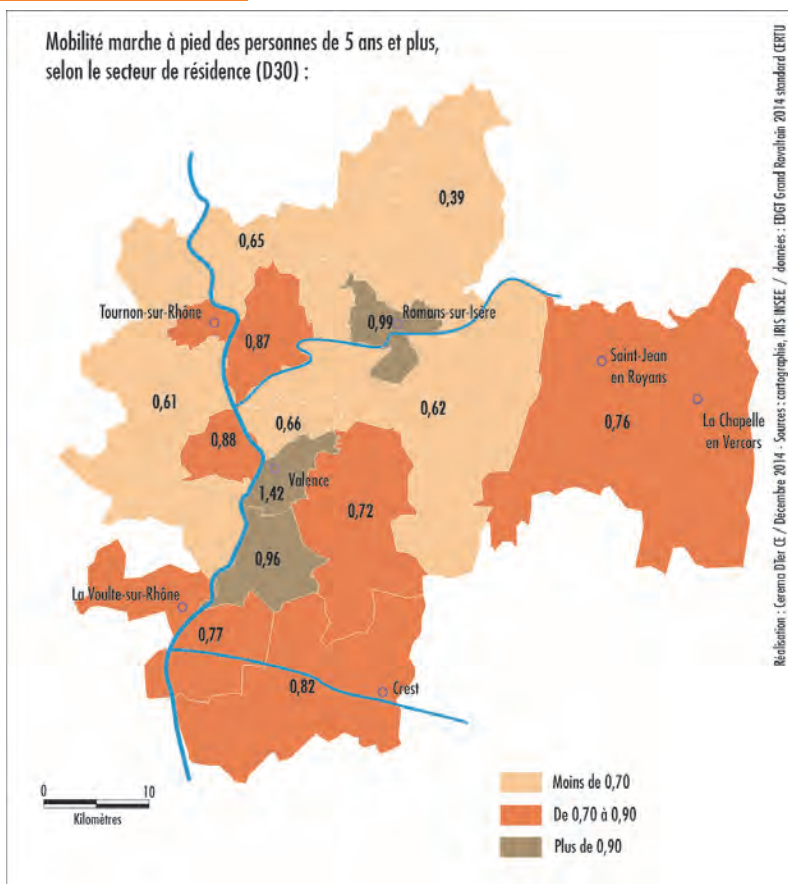 Mobilité marche à pied des personnes de 5 ans et plus,
selon le secteur de résidence (D30) :
0,39
0,65
Tournon-sur-Rhône
0,87
0,99
Romans-sur-Isère
Saint-Jean
en Royans
0,61
0,66
0,62
0,76
La Chapelle
en Vercors
0,88
Valence
1,42
0,72
0,96
La Voulte-sur-Rhône
0,77
0,82
Crest
0
10
Kilomètres
Moins de 0,70
De 0,70 à 0,90
Plus de 0,90
Réalisation : Cerema DTer CE / Décembre 2014 - Sources : cartographie, IRIS INSEE / données : EDGT Grand Rovaltain 2014 standard CERTU